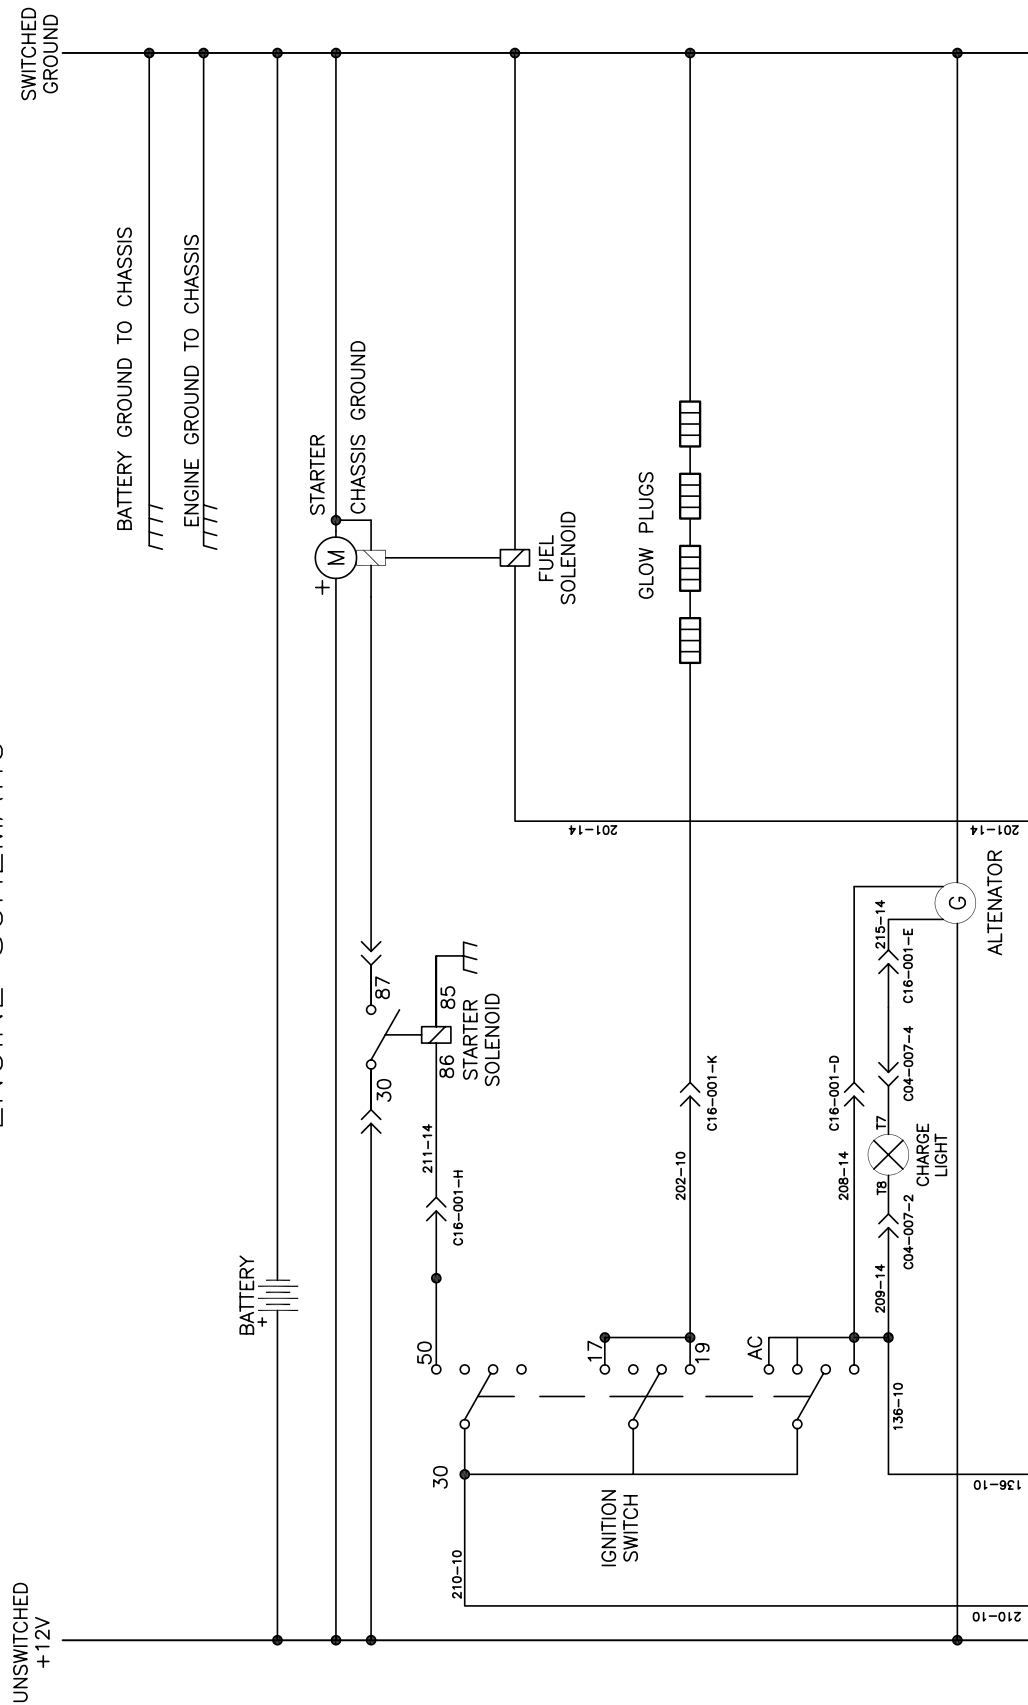 ENGINE SCHEMATIC
UNSWITCHED
+12V
SWITCHED
GROUND
BATTERY GROUND TO CHASSIS
ENGINE GROUND TO CHASSIS
BATTERY
+
+
M
STARTER
CHASSIS GROUND
30
87
50
C16-001-H
211-14
86
85
STARTER
SOLENOID
FUEL
SOLENOID
201-14
201-14
30
210-10
210-10
IGNITION
SWITCH
17
19
202-10
C16-001-K
GLOW PLUGS
AC
208-14
C16-001-D
136-10
136-10
209-14
C04-007-2
T8
T7
CHARGE
LIGHT
C04-007-4
C16-001-E
215-14
G
ALTENATOR